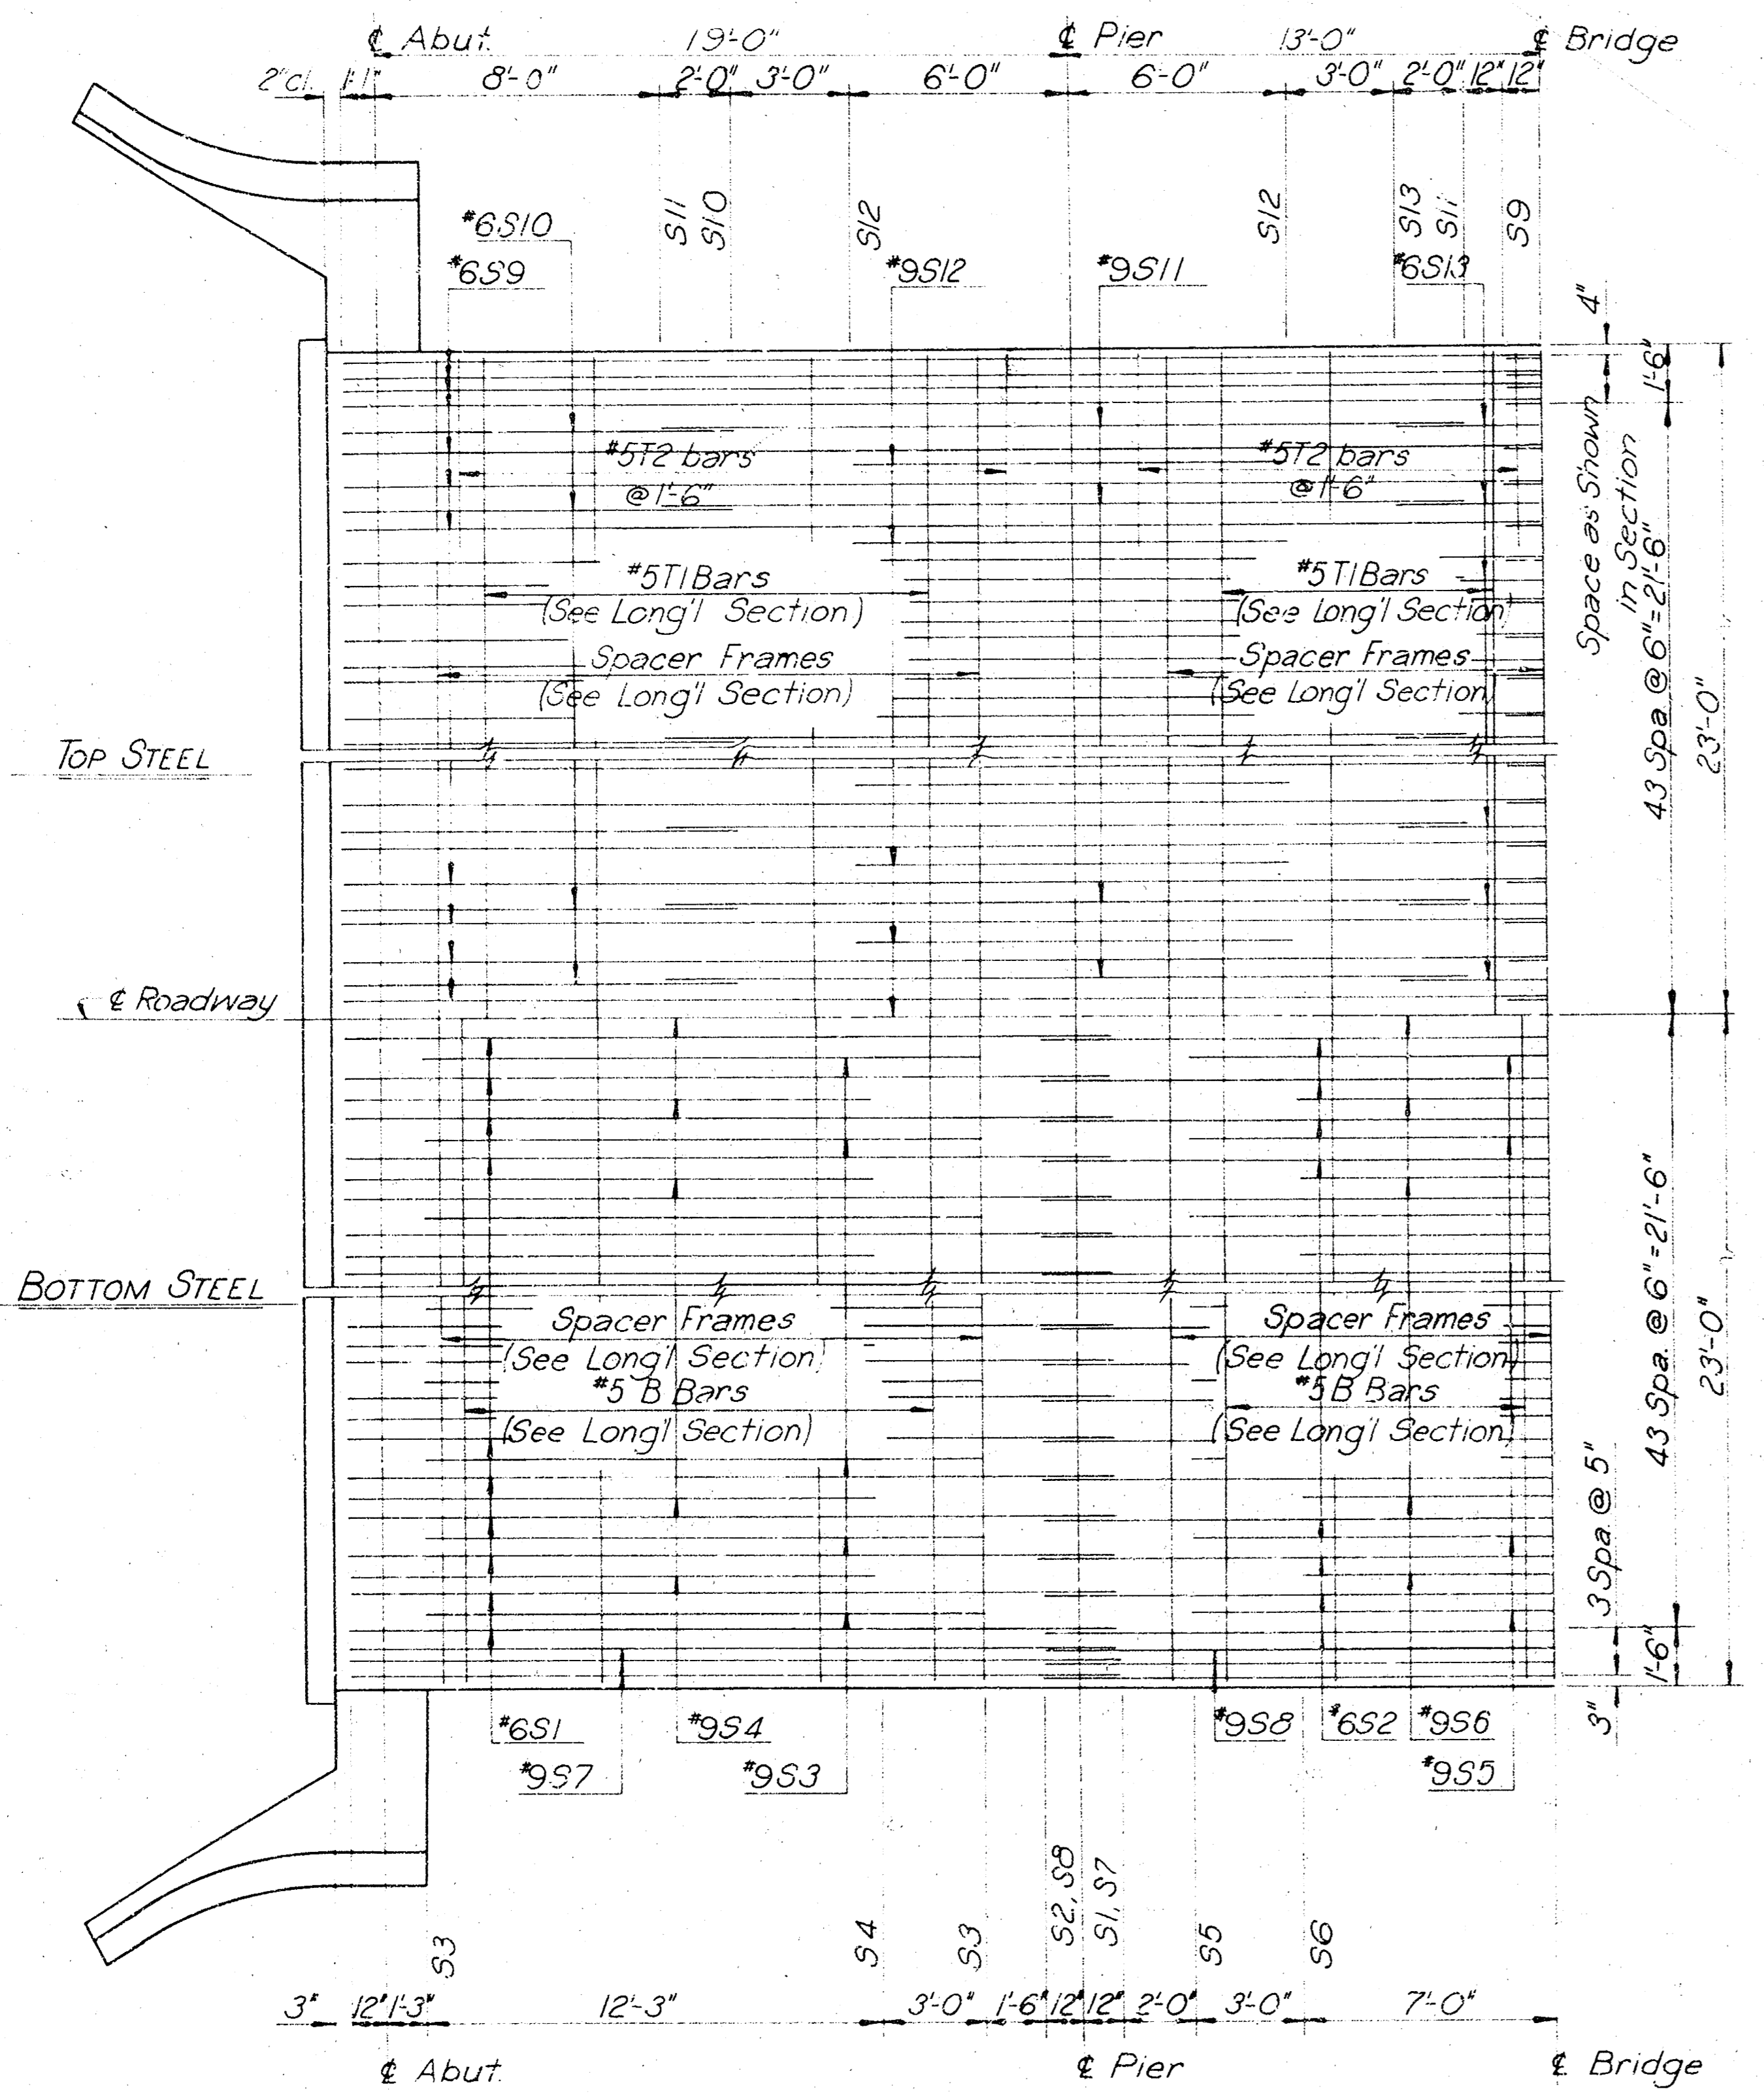 ℄ Abut. 19'-0" ℄ Pier 13'-0" ℄ Bridge
2"cl. 1'-1" 8'-0" 2'-0" 3'-0" 6'-0" 6'-0" 3'-0" 2'-0" 12" 12"
S11
S10
S12
S12
S13
S11
S9
#6S10
#6S9
#9S12
#9S11
#6S13
4"
1'-6"
Space as Shown
in Section
43 Spa. @ 6"=21'-6"
23'-0"
#5T2 bars
@ 1'-6"
#5T2 bars
@ 1'-6"
#5T1 Bars
(See Long'l Section)
#5T1 Bars
(See Long'l Section)
Spacer Frames
(See Long'l Section)
Spacer Frames
(See Long'l Section)
TOP STEEL
℄ Roadway
BOTTOM STEEL
Spacer Frames
(See Long'l Section)
#5 B Bars
(See Long'l Section)
Spacer Frames
(See Long'l Section)
#5 B Bars
(See Long'l Section)
43 Spa. @ 6"=21'-6"
23'-0"
3 Spa. @ 5"
1'-6"
3"
#6S1
#9S4
#9S8
#6S2
#9S6
#9S7
#9S3
#9S5
S3
S4
S3
S2, S8
S1, S7
S5
S6
3" 12" 1'-3" 12'-3" 3'-0" 1'-6" 12" 12" 2'-0" 3'-0" 7'-0"
℄ Abut. ℄ Pier ℄ Bridge